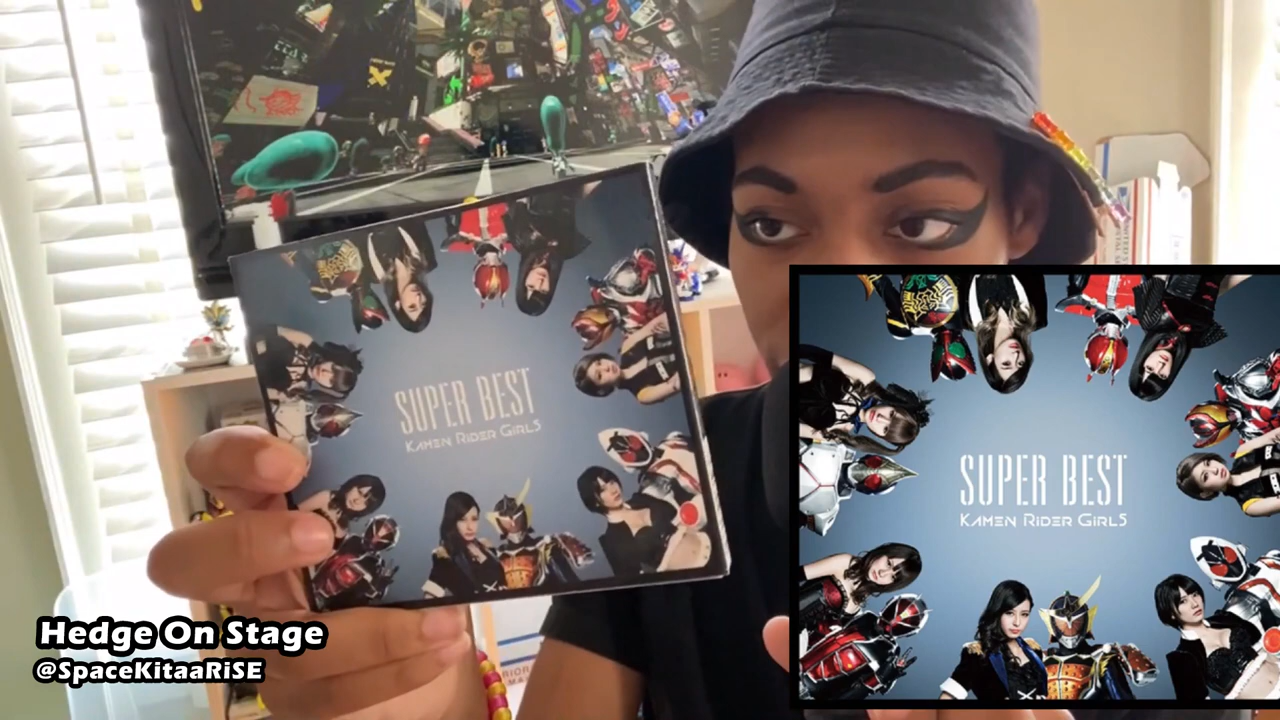 SUPER BEST
KAMEN RIDER GIRLS
SUPER BEST
KAMEN RIDER GIRLS
Hedge On Stage
@SpaceKitaaRiSE